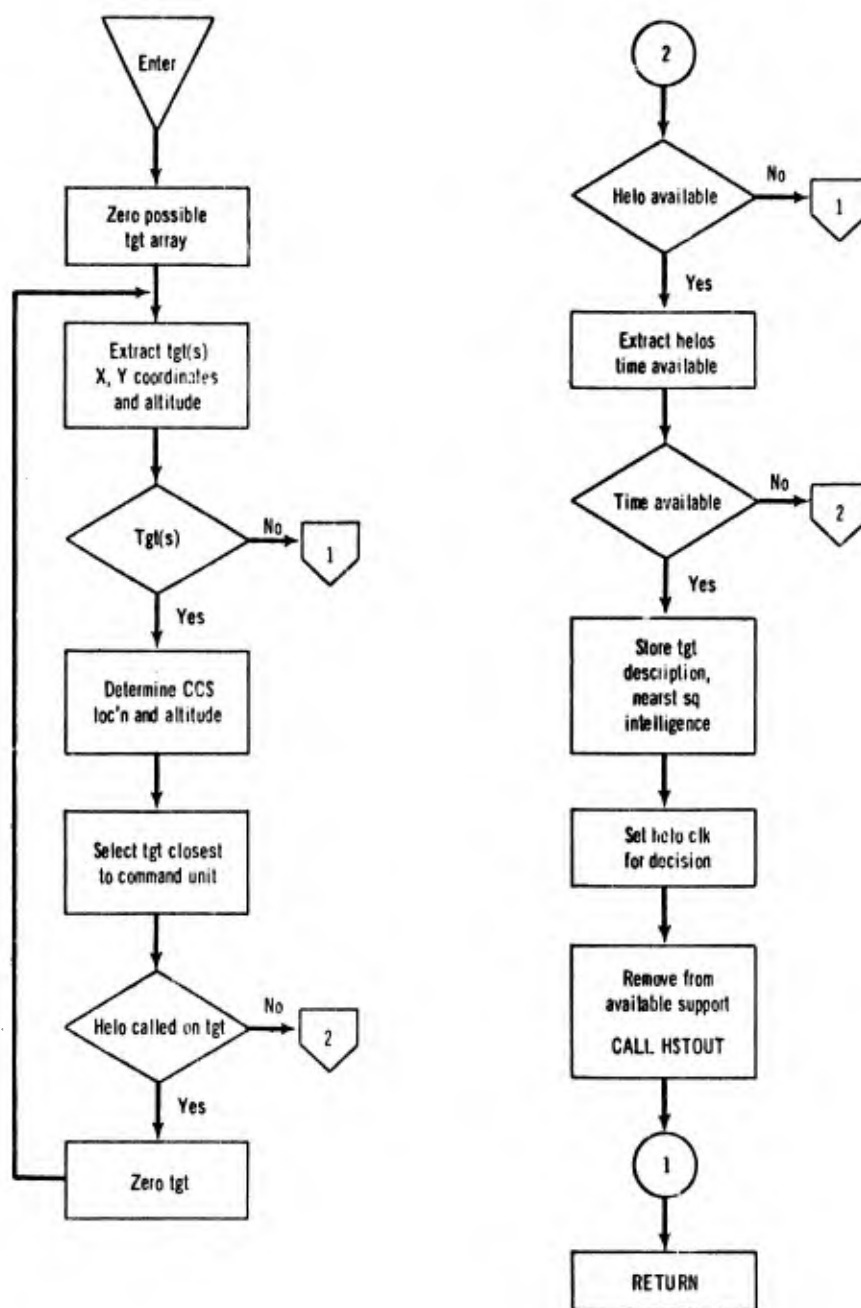 Enter
Zero possible
tgt array
Extract tgt(s)
X, Y coordinates
and altitude
Tgt(s)
No
1
Yes
Determine CCS
loc'n and altitude
Select tgt closest
to command unit
Helo called on tgt
No
2
Yes
Zero tgt
2
Helo available
No
1
Yes
Extract helos
time available
Time available
No
2
Yes
Store tgt
description,
nearst sq
intelligence
Set helo clk
for decision
Remove from
available support
CALL HSTOUT
1
RETURN